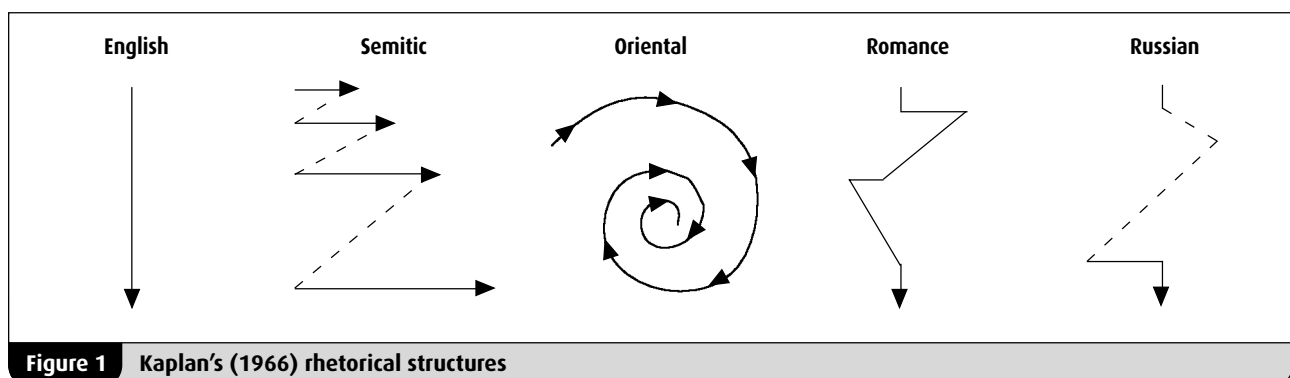 English Semitic Oriental Romance Russian
Figure 1 Kaplan’s (1966) rhetorical structures